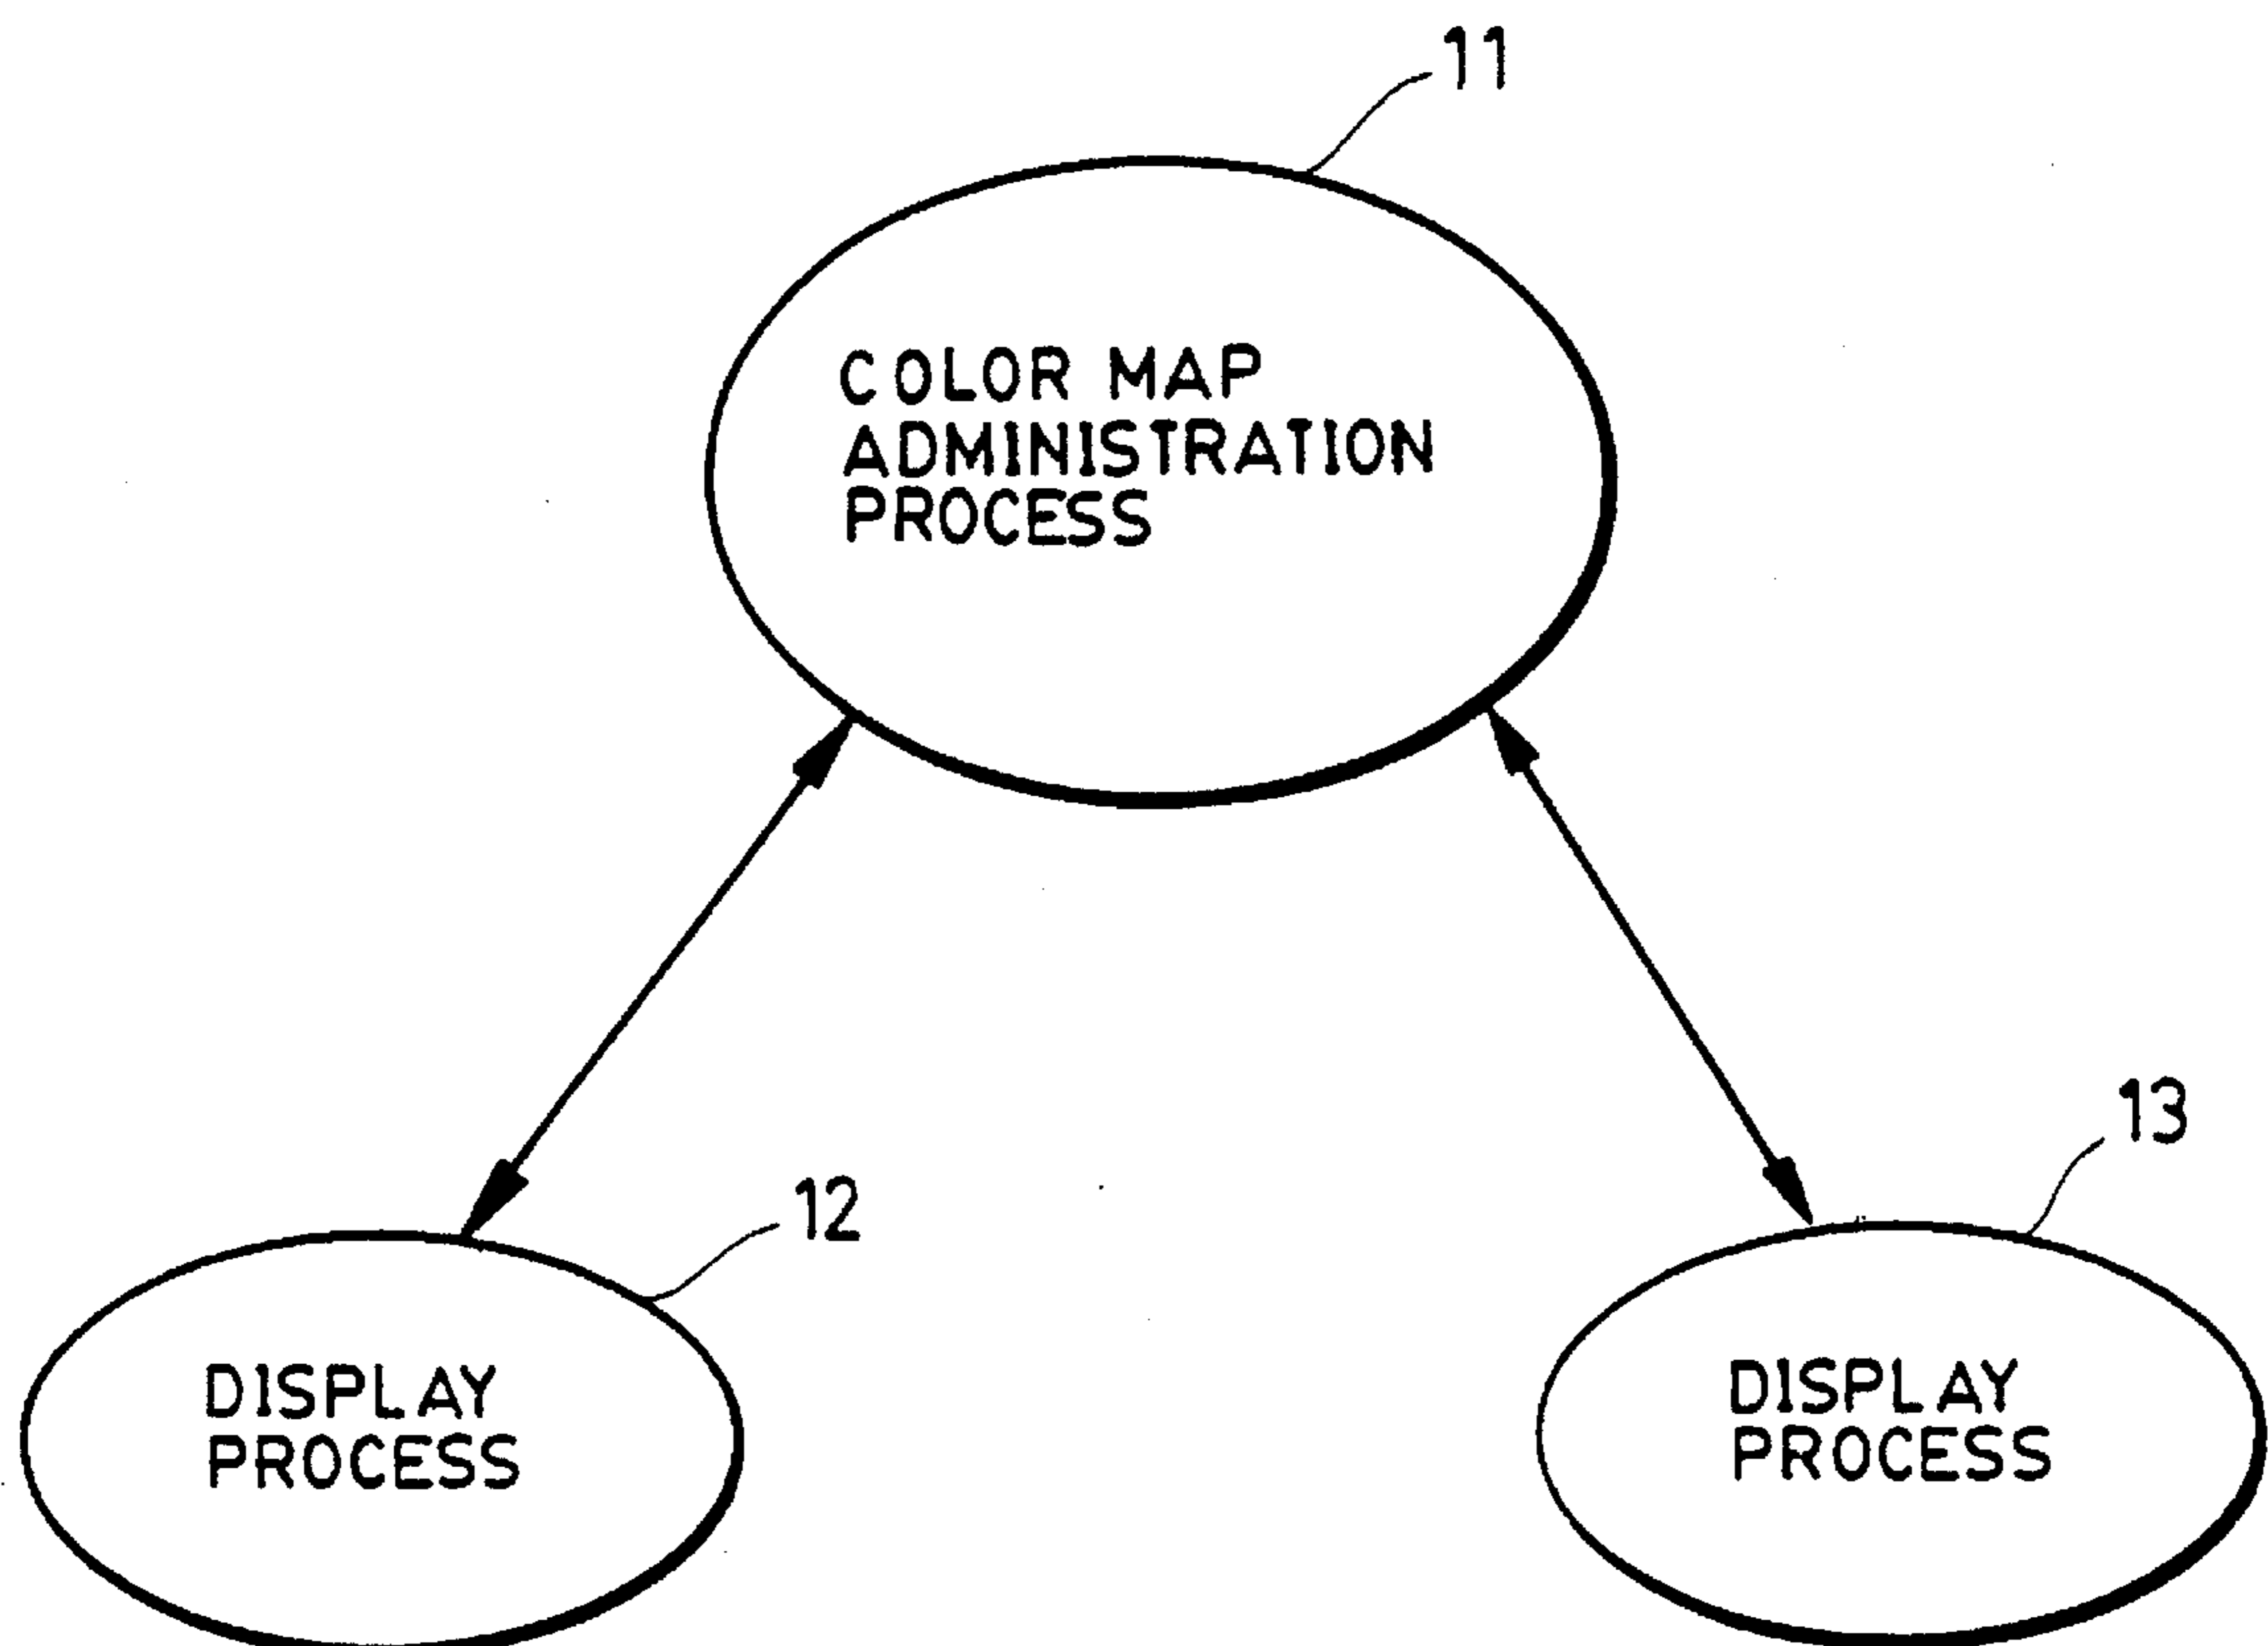 11
COLOR MAP
ADMINISTRATION
PROCESS
13
12
DISPLAY
PROCESS
DISPLAY
PROCESS